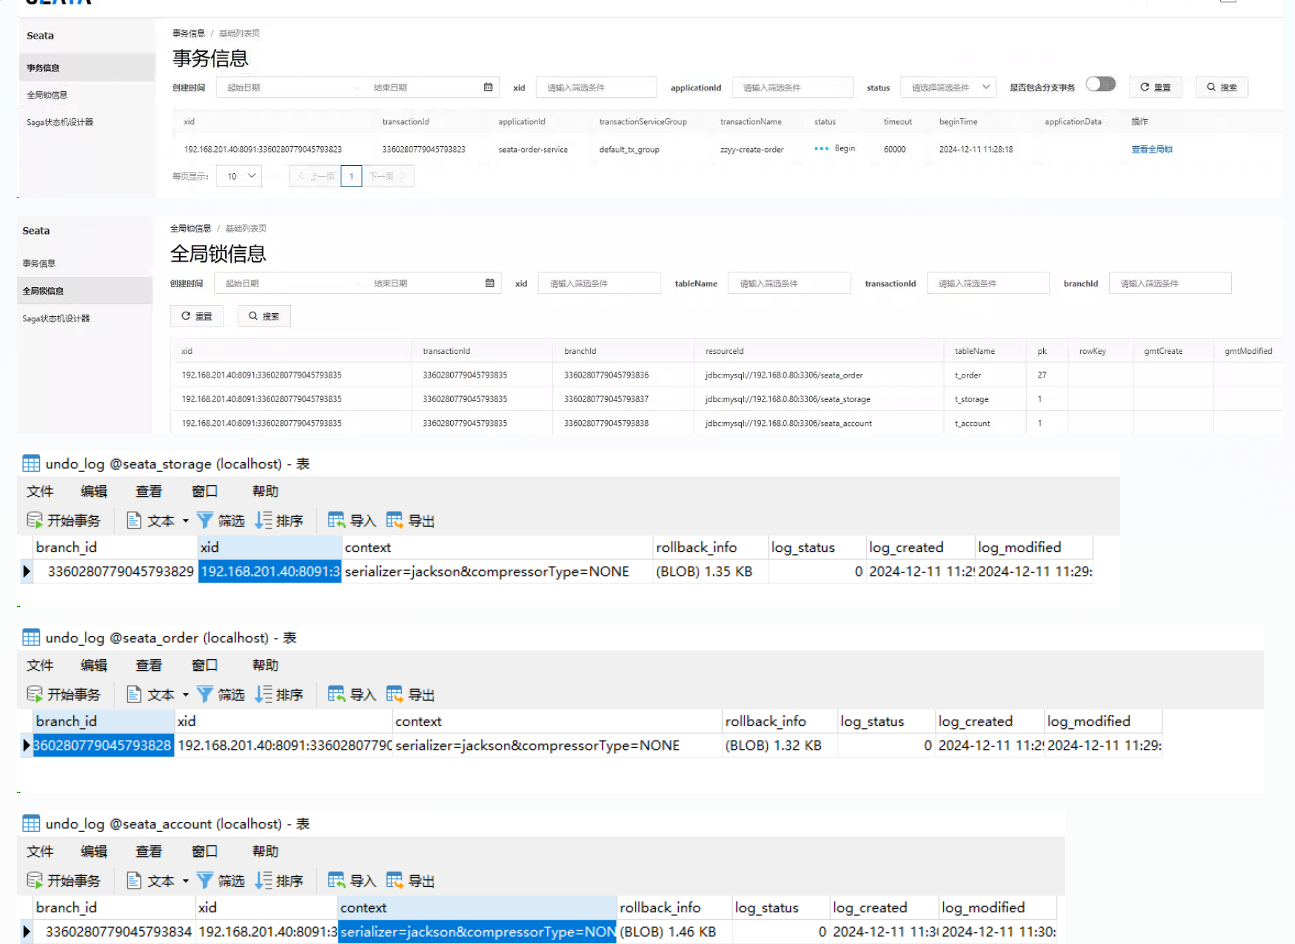 SEATA
Seata
事务信息 / 基础列表页
事务信息
事务信息
创建时间 起始日期 - 结束日期 xid 请输入筛选条件 applicationId 请输入筛选条件 status 请选择筛选条件 是否包含分支事务 重置 搜索
全局锁信息
Saga状态机设计器
xid transactionId applicationId transactionServiceGroup transactionName status timeout beginTime applicationData 操作
192.168.201.40:8091:3360280779045793823 3360280779045793823 seata-order-service default_tx_group zzyy-create-order Begin 60000 2024-12-11 11:28:18 查看全局锁
每页显示: 10 上一页 1 下一页
Seata
全局锁信息 / 基础列表页
全局锁信息
事务信息
全局锁信息
Saga状态机设计器
创建时间 起始日期 - 结束日期 xid 请输入筛选条件 tableName 请输入筛选条件 transactionId 请输入筛选条件 branchId 请输入筛选条件
重置 搜索
xid transactionId branchId resourceId tableName pk rowKey gmtCreate gmtModified
192.168.201.40:8091:3360280779045793835 3360280779045793835 3360280779045793836 jdbc:mysql://192.168.0.80:3306/seata_order t_order 27
192.168.201.40:8091:3360280779045793835 3360280779045793835 3360280779045793837 jdbc:mysql://192.168.0.80:3306/seata_storage t_storage 1
192.168.201.40:8091:3360280779045793835 3360280779045793835 3360280779045793838 jdbc:mysql://192.168.0.80:3306/seata_account t_account 1
undo_log @seata_storage (localhost) - 表
文件 编辑 查看 窗口 帮助
开始事务 文本 筛选 排序 导入 导出
branch_id xid context rollback_info log_status log_created log_modified
3360280779045793829 192.168.201.40:8091:3 serializer=jackson&compressorType=NONE (BLOB) 1.35 KB 0 2024-12-11 11:29 2024-12-11 11:29:
undo_log @seata_order (localhost) - 表
文件 编辑 查看 窗口 帮助
开始事务 文本 筛选 排序 导入 导出
branch_id xid context rollback_info log_status log_created log_modified
360280779045793828 192.168.201.40:8091:33602807790 serializer=jackson&compressorType=NONE (BLOB) 1.32 KB 0 2024-12-11 11:29 2024-12-11 11:29:
undo_log @seata_account (localhost) - 表
文件 编辑 查看 窗口 帮助
开始事务 文本 筛选 排序 导入 导出
branch_id xid context rollback_info log_status log_created log_modified
3360280779045793834 192.168.201.40:8091:3 serializer=jackson&compressorType=NON (BLOB) 1.46 KB 0 2024-12-11 11:30 2024-12-11 11:30: